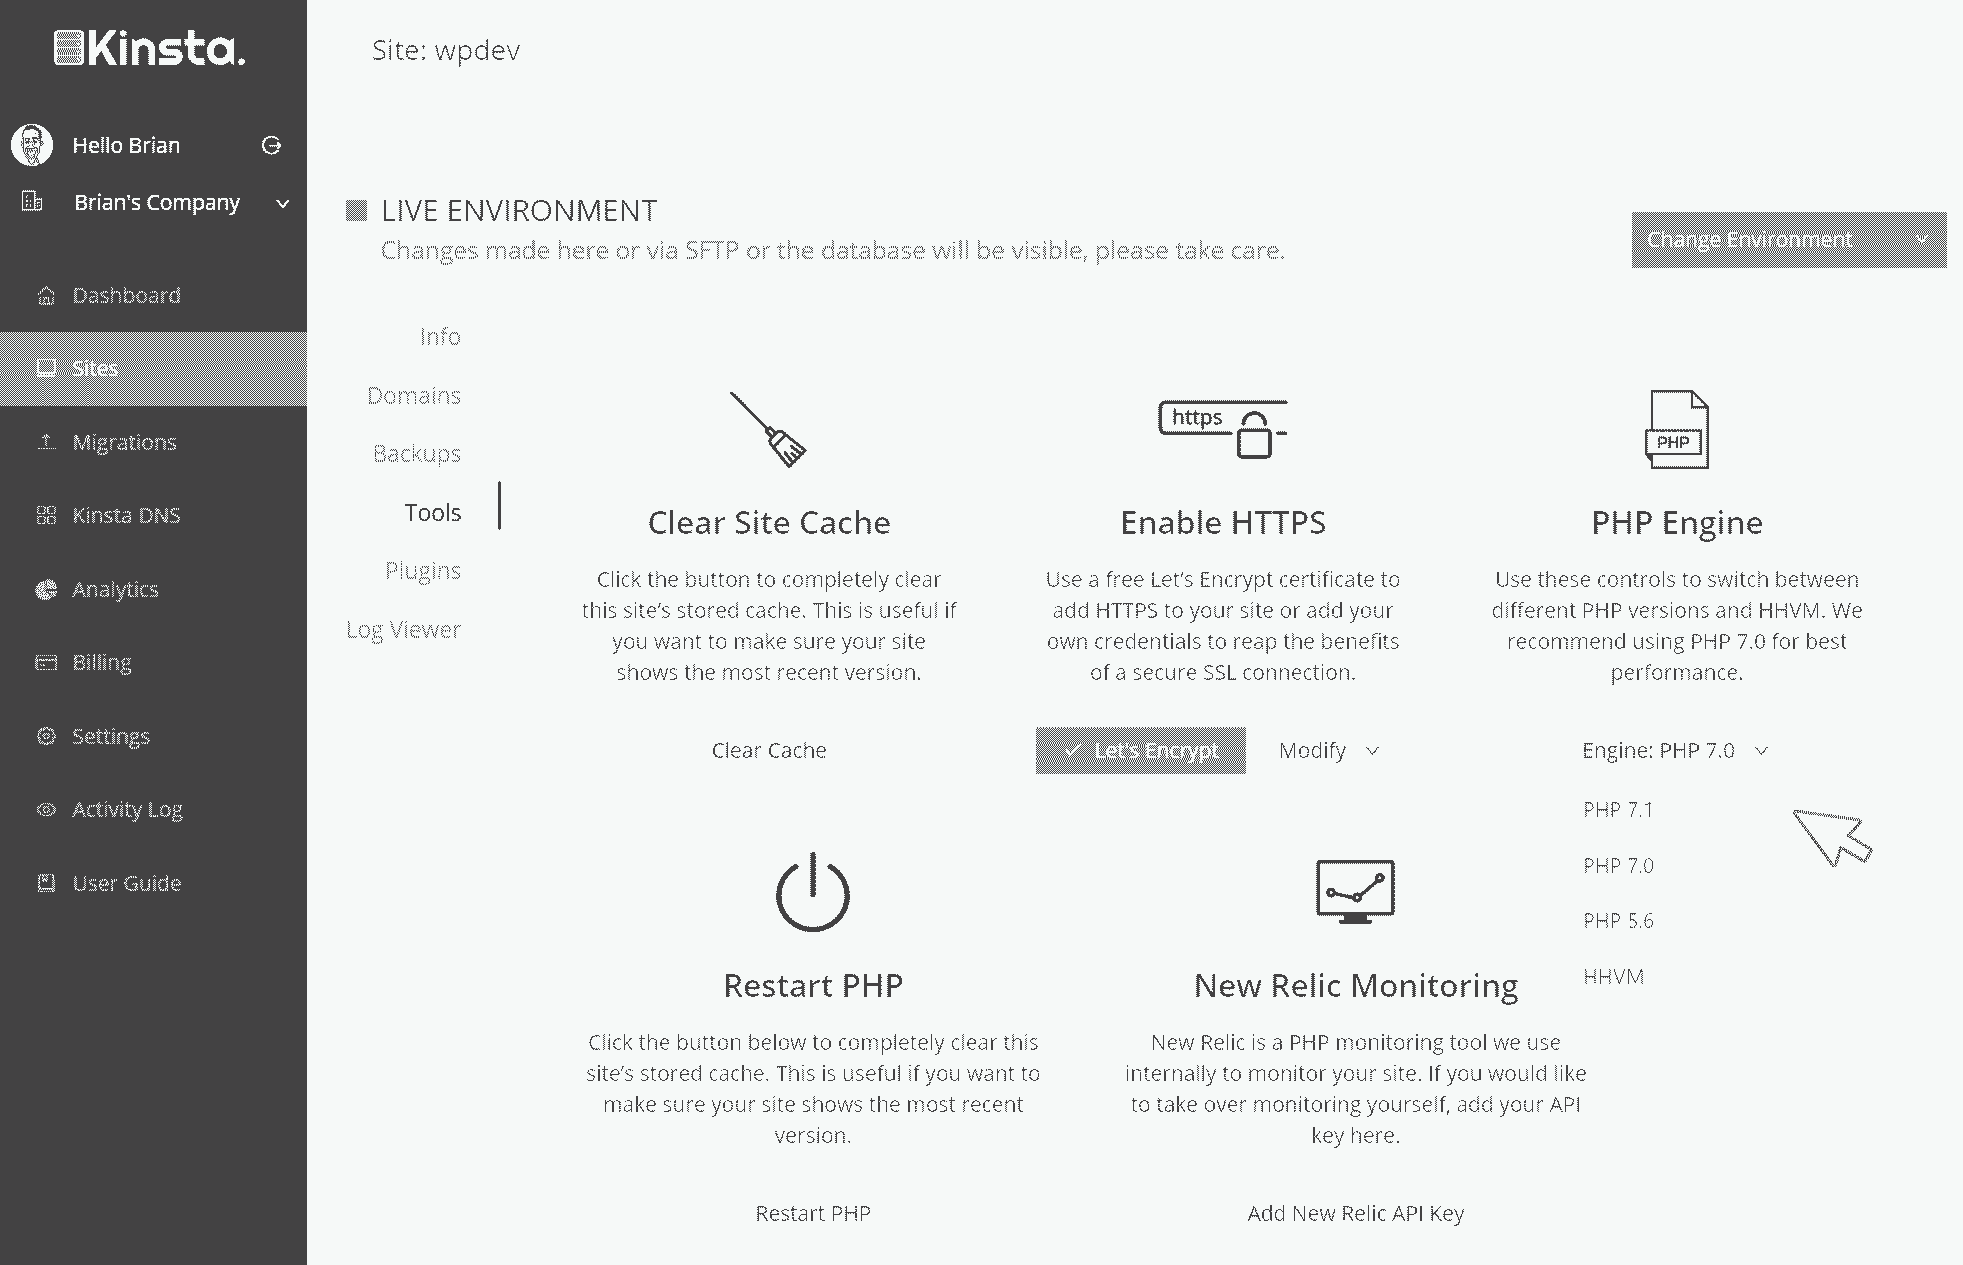 Kinsta.
Hello Brian
Brian's Company
Dashboard
Sites
Migrations
Kinsta DNS
Analytics
Billing
Settings
Activity Log
User Guide
Site: wpdev
LIVE ENVIRONMENT
Changes made here or via SFTP or the database will be visible, please take care.
Change Environment
Info
Domains
Backups
Tools
Plugins
Log Viewer
Clear Site Cache
Click the button to completely clear
this site's stored cache. This is useful if
you want to make sure your site
shows the most recent version.
Clear Cache
https
Enable HTTPS
Use a free Let's Encrypt certificate to
add HTTPS to your site or add your
own credentials to reap the benefits
of a secure SSL connection.
Let's Encrypt
Modify
PHP
PHP Engine
Use these controls to switch between
different PHP versions and HHVM. We
recommend using PHP 7.0 for best
performance.
Engine: PHP 7.0
PHP 7.1
PHP 7.0
PHP 5.6
HHVM
Restart PHP
Click the button below to completely clear this
site's stored cache. This is useful if you want to
make sure your site shows the most recent
version.
Restart PHP
New Relic Monitoring
New Relic is a PHP monitoring tool we use
internally to monitor your site. If you would like
to take over monitoring yourself, add your API
key here.
Add New Relic API Key